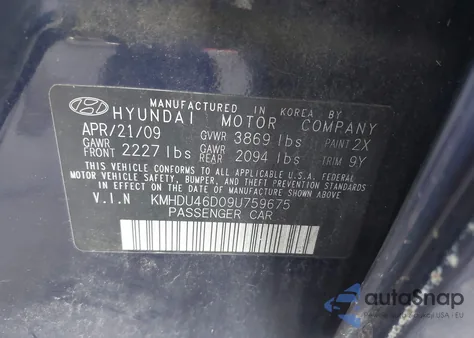 MANUFACTURED IN KOREA BY
HYUNDAI MOTOR COMPANY
APR/21/09 GVWR 3869 lbs PAINT 2X
GAWR FRONT 2227 lbs GAWR REAR 2094 lbs TRIM 9Y
THIS VEHICLE CONFORMS TO ALL APPLICABLE U.S.A. FEDERAL
MOTOR VEHICLE SAFETY, BUMPER, AND THEFT PREVENTION STANDARDS
IN EFFECT ON THE DATE OF MANUFACTURE SHOWN ABOVE.
V.I.N KMHDU46D09U759675
PASSENGER CAR
autoSnap